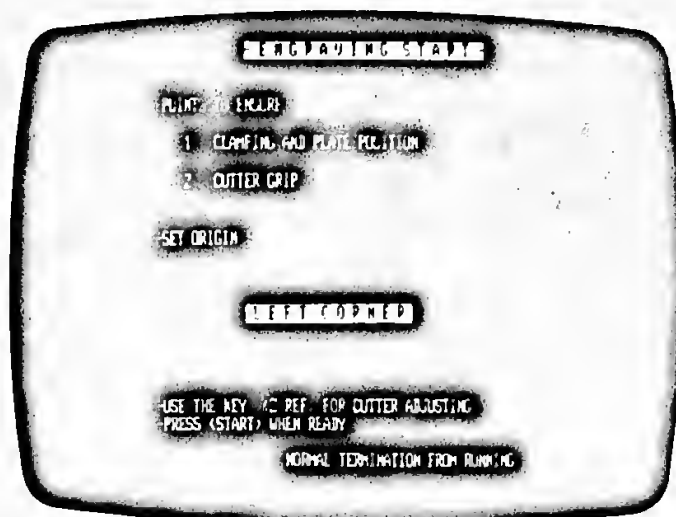 ENGRAVING START
POINTS TO ENSURE
1 CLAMPING AND PLATE POSITION
2 CUTTER GRIP
SET ORIGIN
LEFT CORNER
-USE THE KEY REF. FOR CUTTER ADJUSTING
-PRESS (START) WHEN READY
NORMAL TERMINATION FROM RUNNING